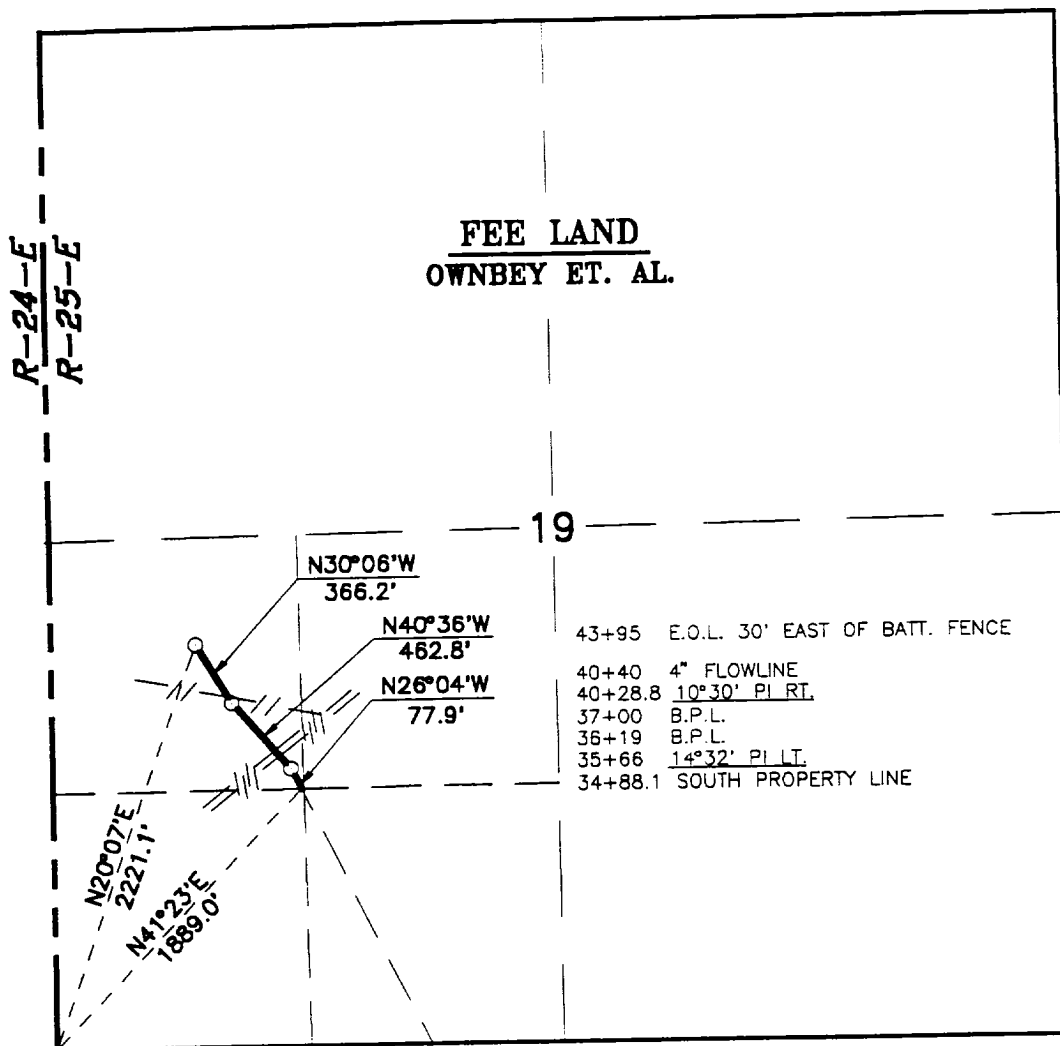 FEE LAND
OWNBEY ET. AL.
R-24-E
R-25-E
19
N30°06'W
366.2'
N40°36'W
462.8'
N26°04'W
77.9'
43+95 E.O.L. 30' EAST OF BATT. FENCE
40+40 4" FLOWLINE
40+28.8 10°30' PI RT.
37+00 B.P.L.
36+19 B.P.L.
35+66 14°32' PI LT.
34+88.1 SOUTH PROPERTY LINE
N20°07'E
2221.1'
N41°23'E
1889.0'